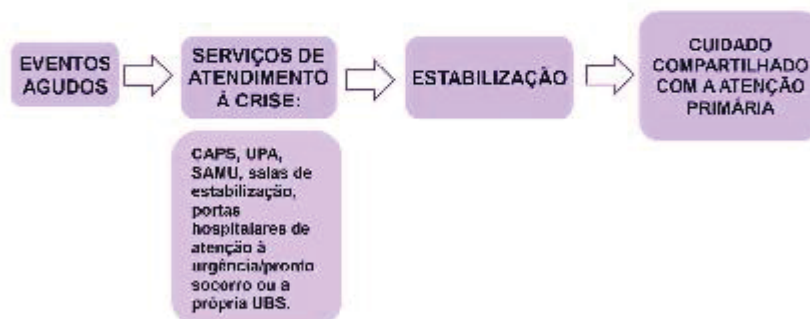 EVENTOS
AGUDOS
SERVIÇOS DE
ATENDIMENTO
À CRISE:
CAPS, UPA,
SAMU, salas de
estabilização,
portas
hospitalares de
atenção à
urgência/pronto
socorro ou a
própria UBS.
ESTABILIZAÇÃO
CUIDADO
COMPARTILHADO
COM A ATENÇÃO
PRIMÁRIA